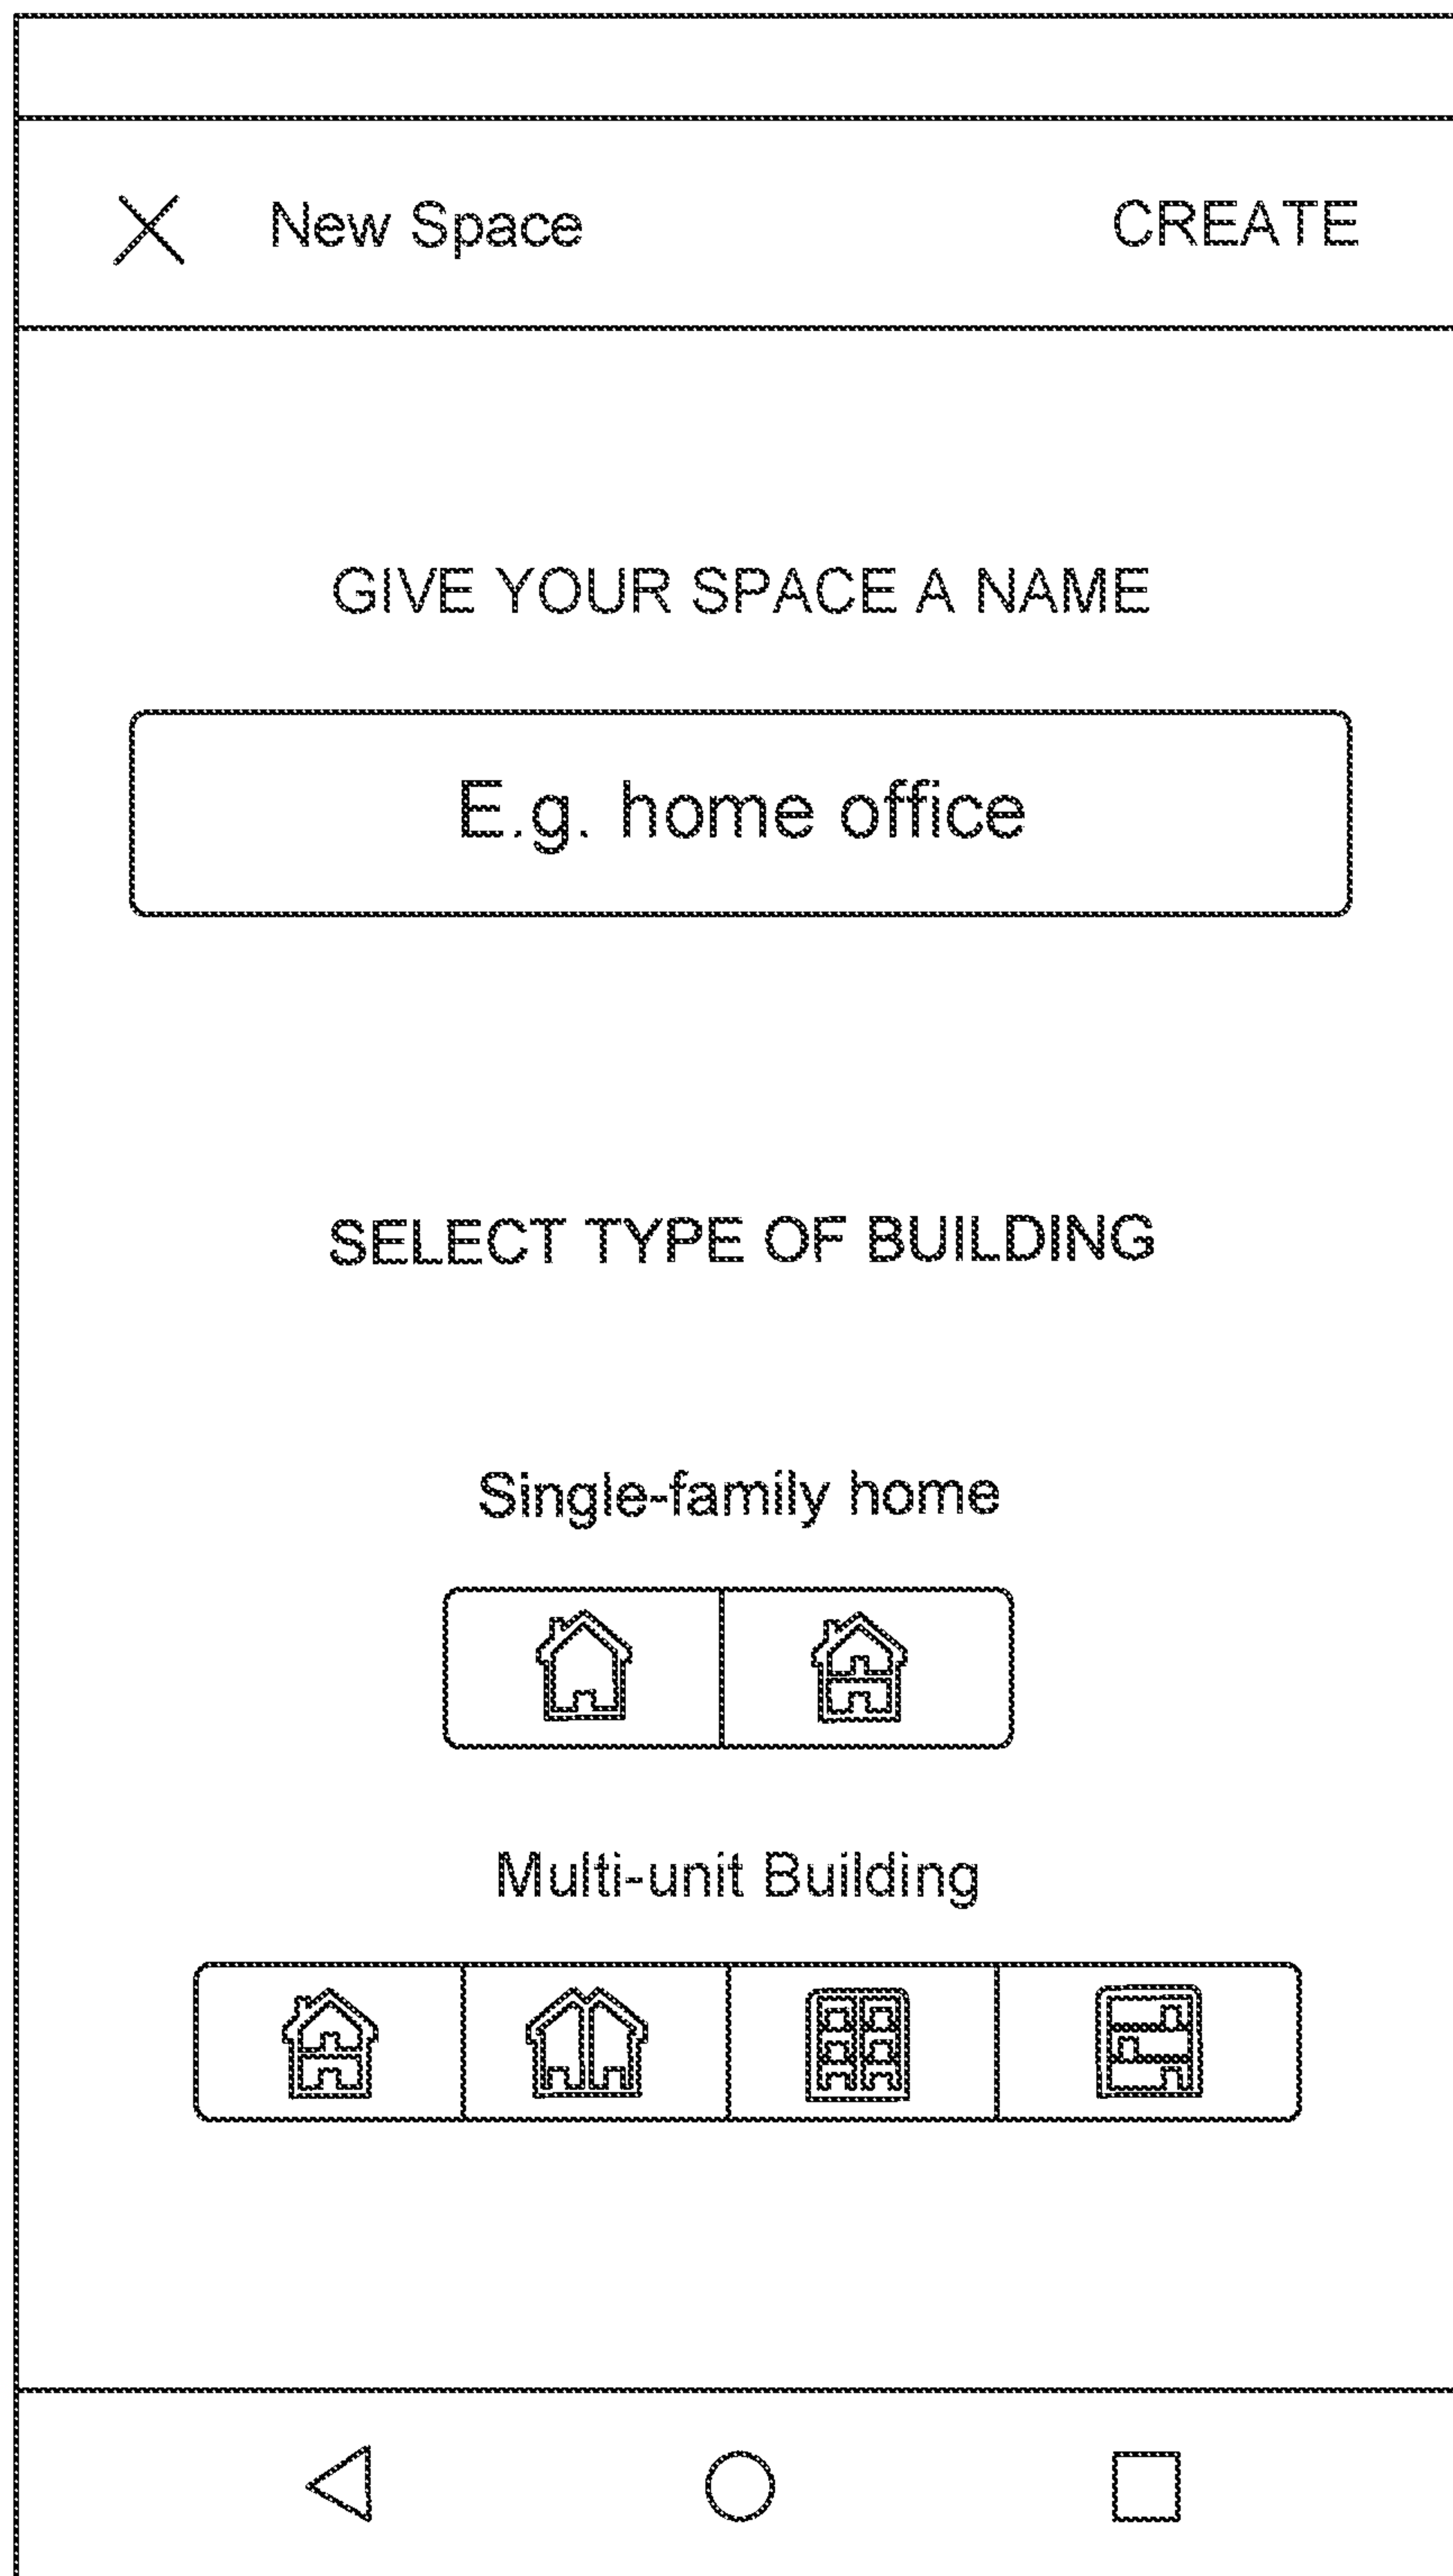 New Space CREATE
GIVE YOUR SPACE A NAME
E.g. home office
SELECT TYPE OF BUILDING
Single-family home
Multi-unit Building